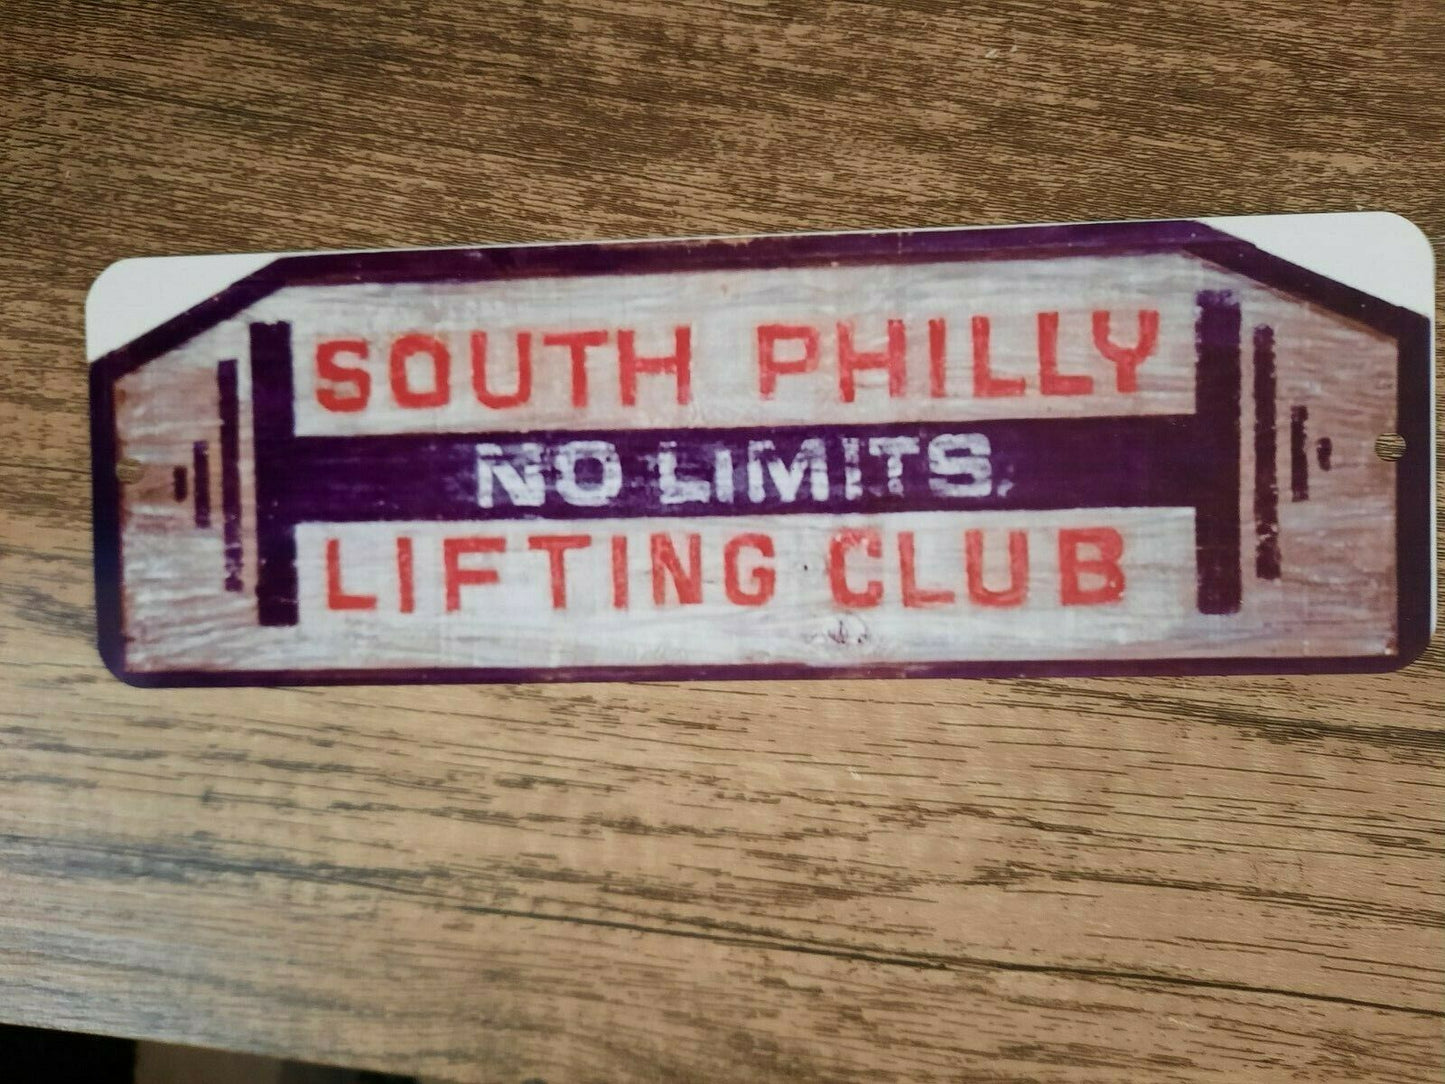 SOUTH PHILLY
NO LIMITS
LIFTING CLUB